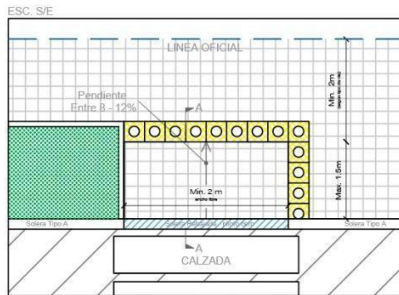 ESC. S/E
LINEA OFICIAL
Pendiente
Entre 8 - 12%
A
Min. 2m
Min. 2 m
Max. 1.5m
Solera Tipo A
Solera Tipo A
A
CALZADA